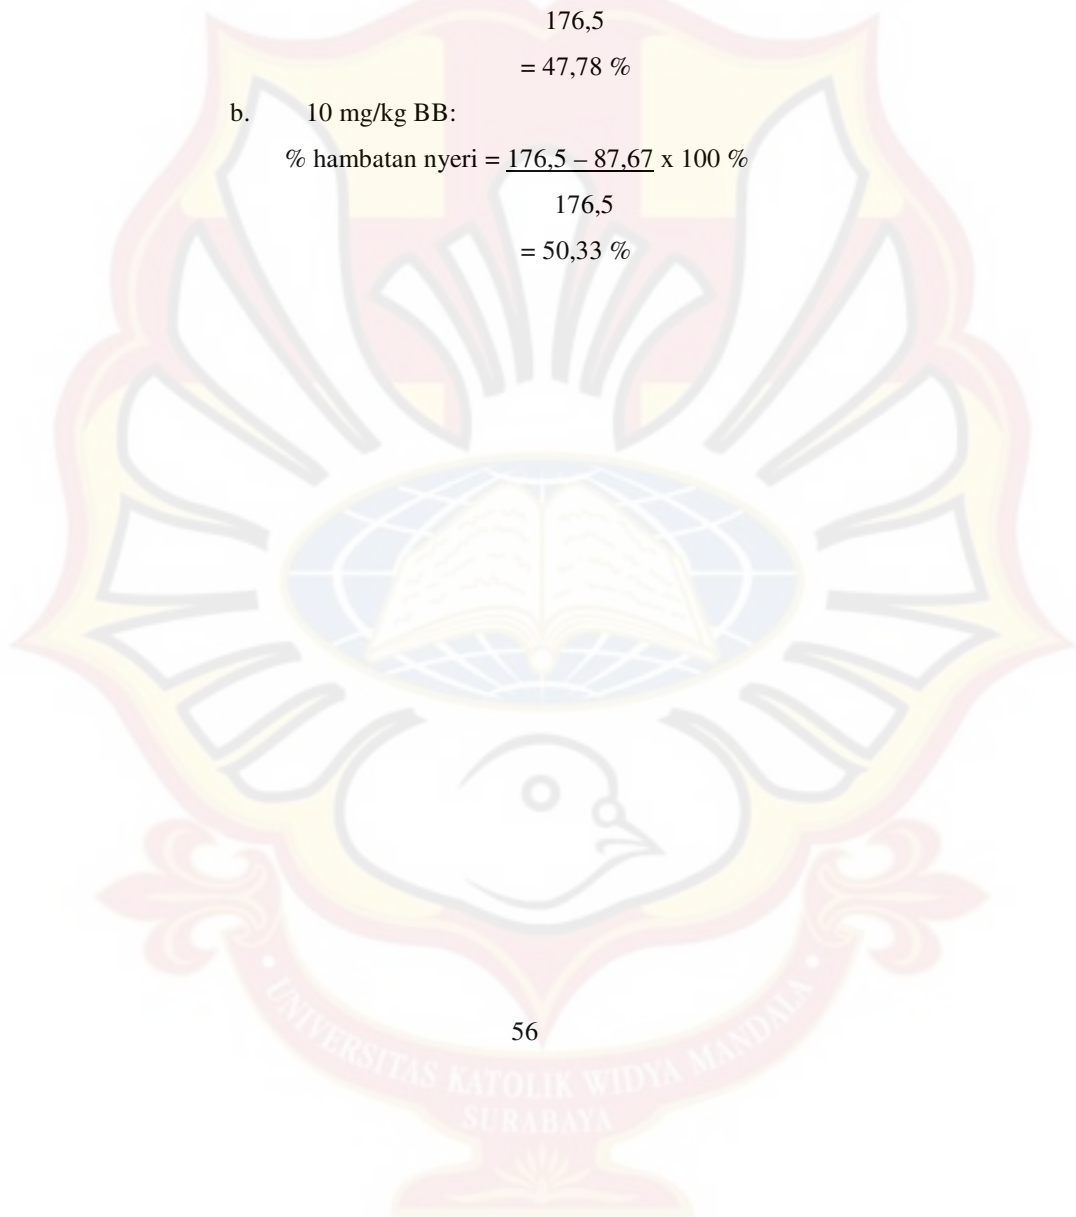 176,5
= 47,78 %
b. 10 mg/kg BB:
% hambatan nyeri = 176,5 – 87,67 x 100 %
176,5
= 50,33 %
56
UNIVERSITAS KATOLIK WIDYA MANDALA
SURABAYA